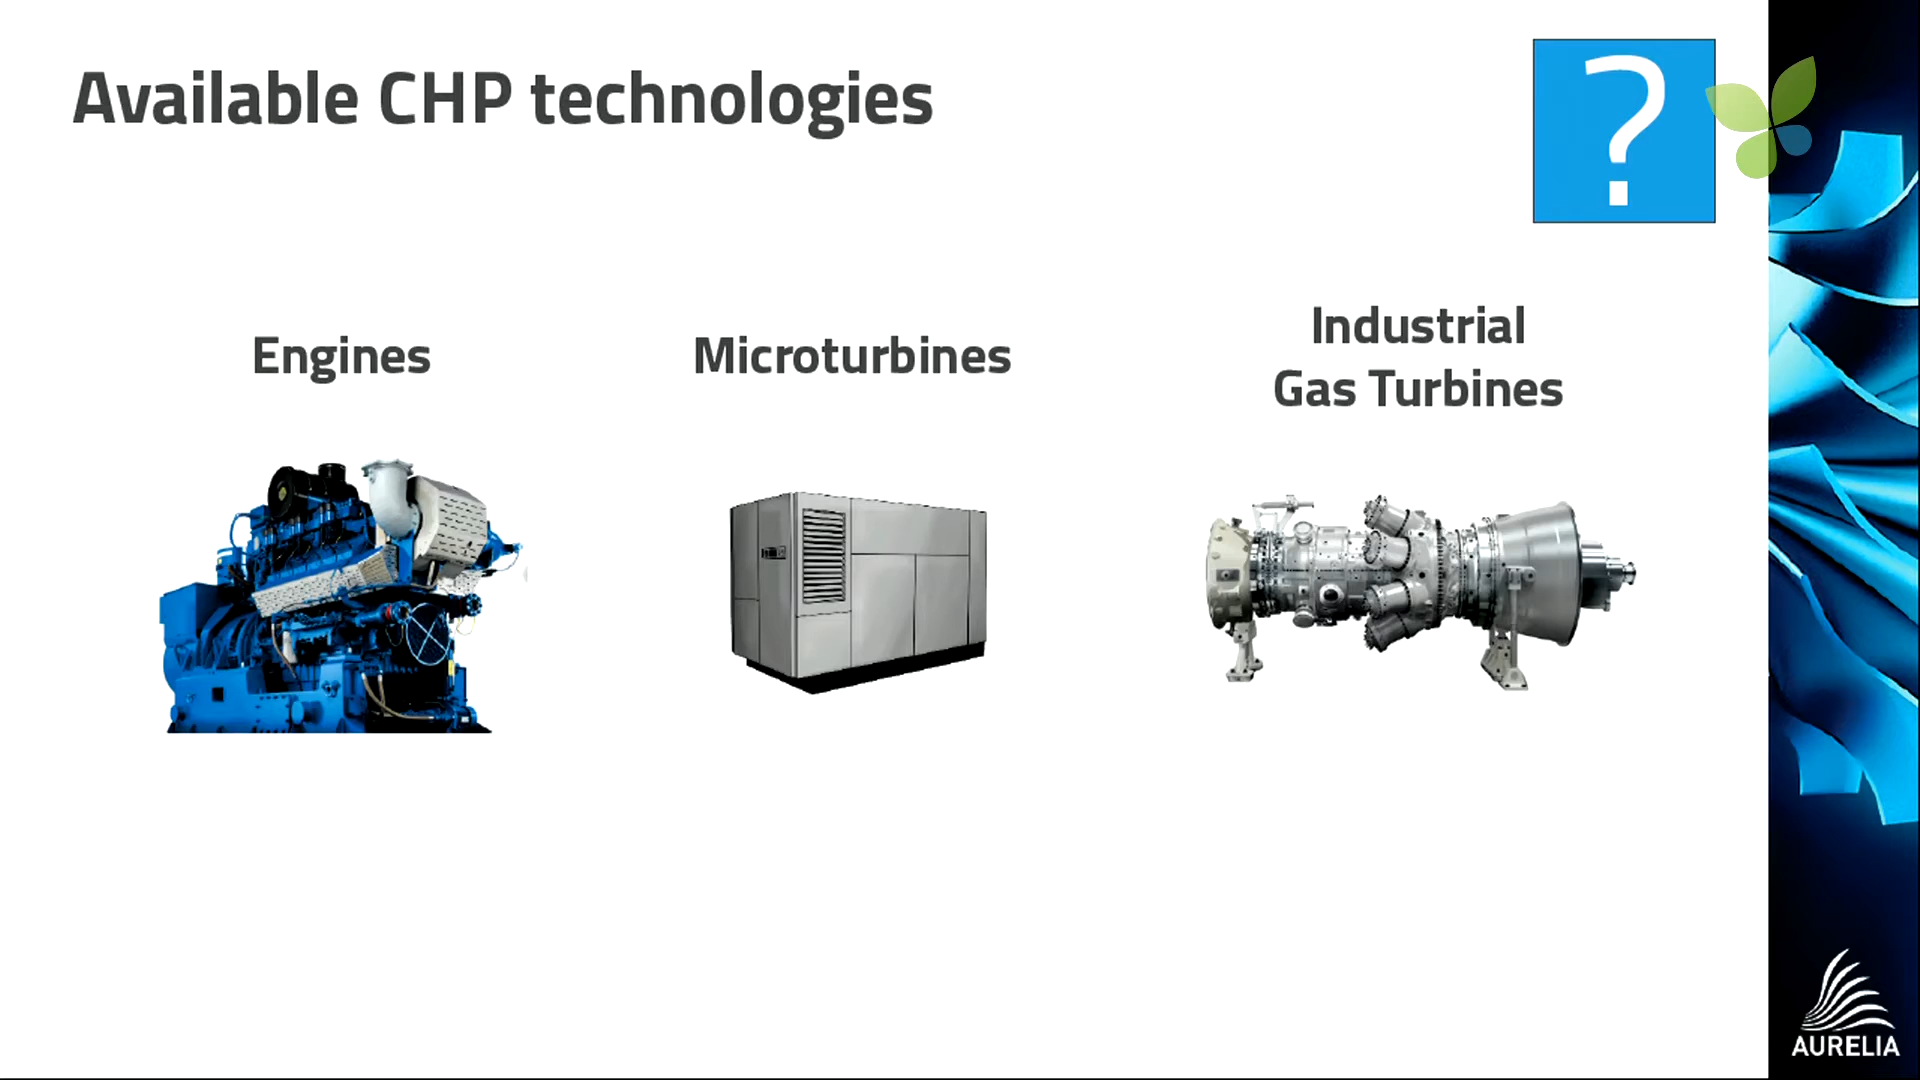 Available CHP technologies
?
Engines
Microturbines
Industrial
Gas Turbines
AURELIA